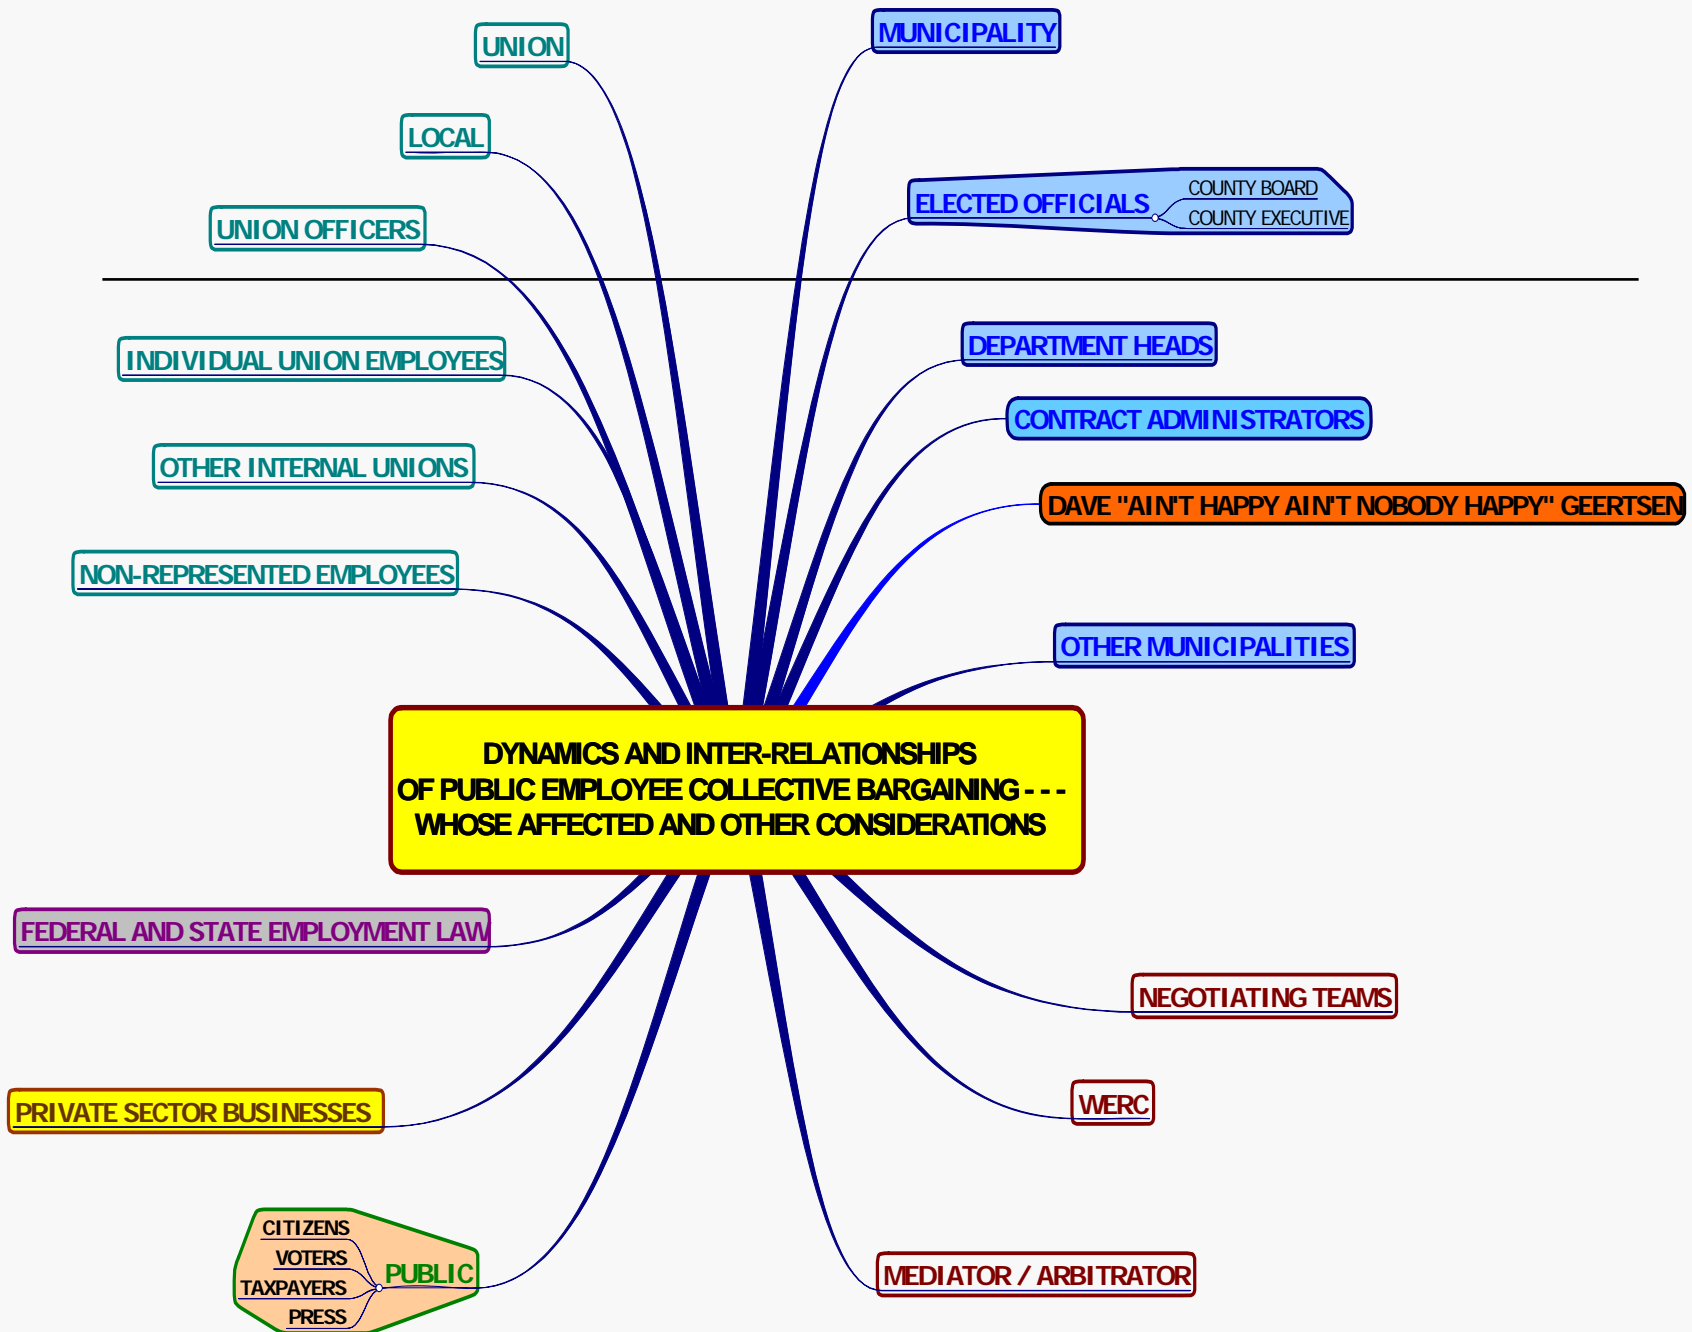 UNION
MUNICIPALITY
LOCAL
ELECTED OFFICIALS
COUNTY BOARD
COUNTY EXECUTIVE
UNION OFFICERS
DEPARTMENT HEADS
INDIVIDUAL UNION EMPLOYEES
CONTRACT ADMINISTRATORS
OTHER INTERNAL UNIONS
DAVE "AIN'T HAPPY AIN'T NOBODY HAPPY" GEERTSEN
NON-REPRESENTED EMPLOYEES
OTHER MUNICIPALITIES
DYNAMICS AND INTER-RELATIONSHIPS
OF PUBLIC EMPLOYEE COLLECTIVE BARGAINING - - -
WHOSE AFFECTED AND OTHER CONSIDERATIONS
FEDERAL AND STATE EMPLOYMENT LAW
NEGOTIATING TEAMS
PRIVATE SECTOR BUSINESSES
WERC
CITIZENS
VOTERS
TAXPAYERS
PRESS
PUBLIC
MEDIATOR / ARBITRATOR